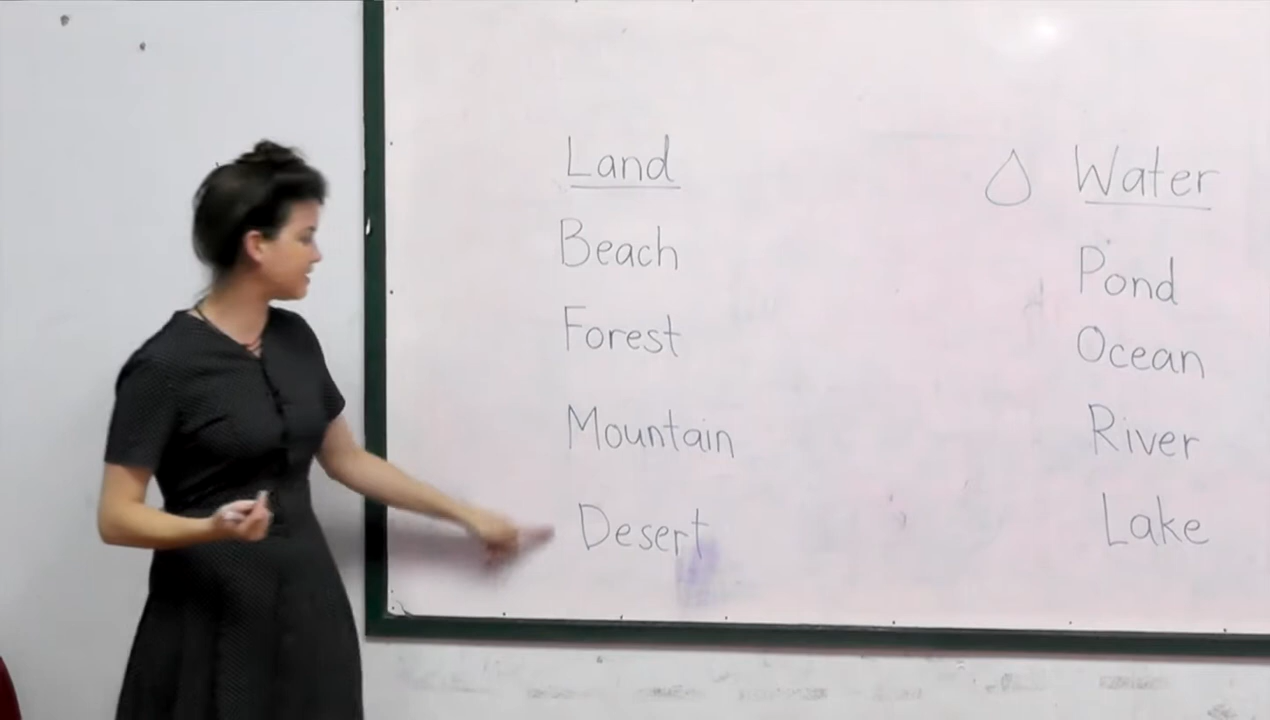 Land
Beach
Forest
Mountain
Desert
Water
Pond
Ocean
River
Lake